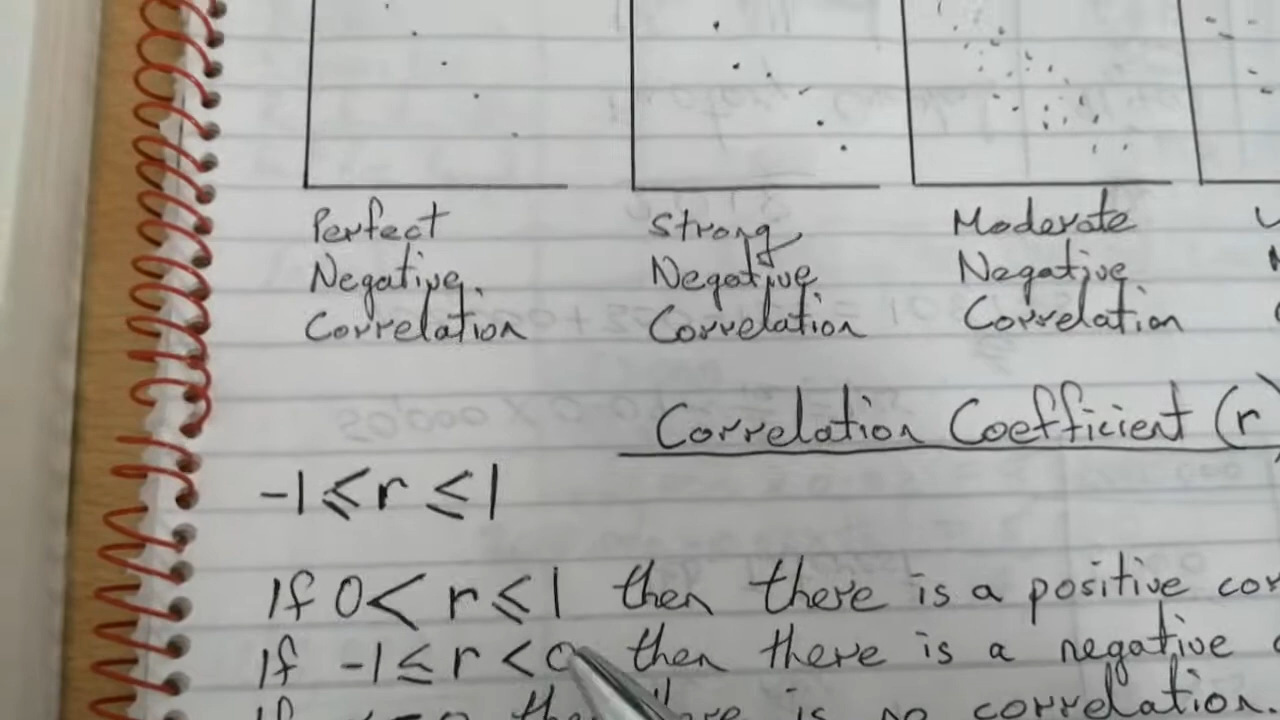 Perfect Strong Moderate
Negative Negative Negative
Correlation Correlation Correlation
Correlation Coefficient (r)
-1 ≤ r ≤ 1
If 0 < r ≤ 1 then there is a positive
If -1 ≤ r < 0 then there is a negative
is no correlation.